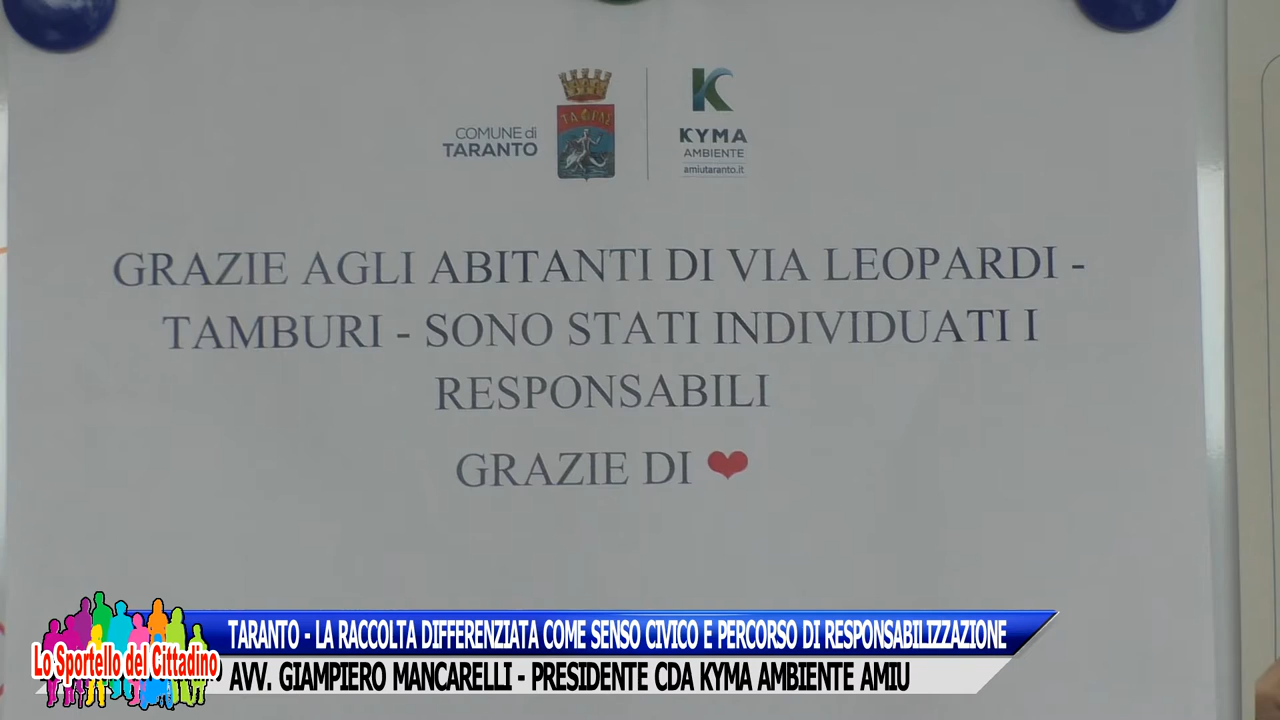 COMUNE di
TARANTO
KYMA
AMBIENTE
amiutaranto.it
GRAZIE AGLI ABITANTI DI VIA LEOPARDI -
TAMBURI - SONO STATI INDIVIDUATI I
RESPONSABILI
GRAZIE DI ❤
TARANTO - LA RACCOLTA DIFFERENZIATA COME SENSO CIVICO E PERCORSO DI RESPONSABILIZZAZIONE
Lo Sportello del Cittadino
AVV. GIAMPIERO MANCARELLI - PRESIDENTE CDA KYMA AMBIENTE AMIU